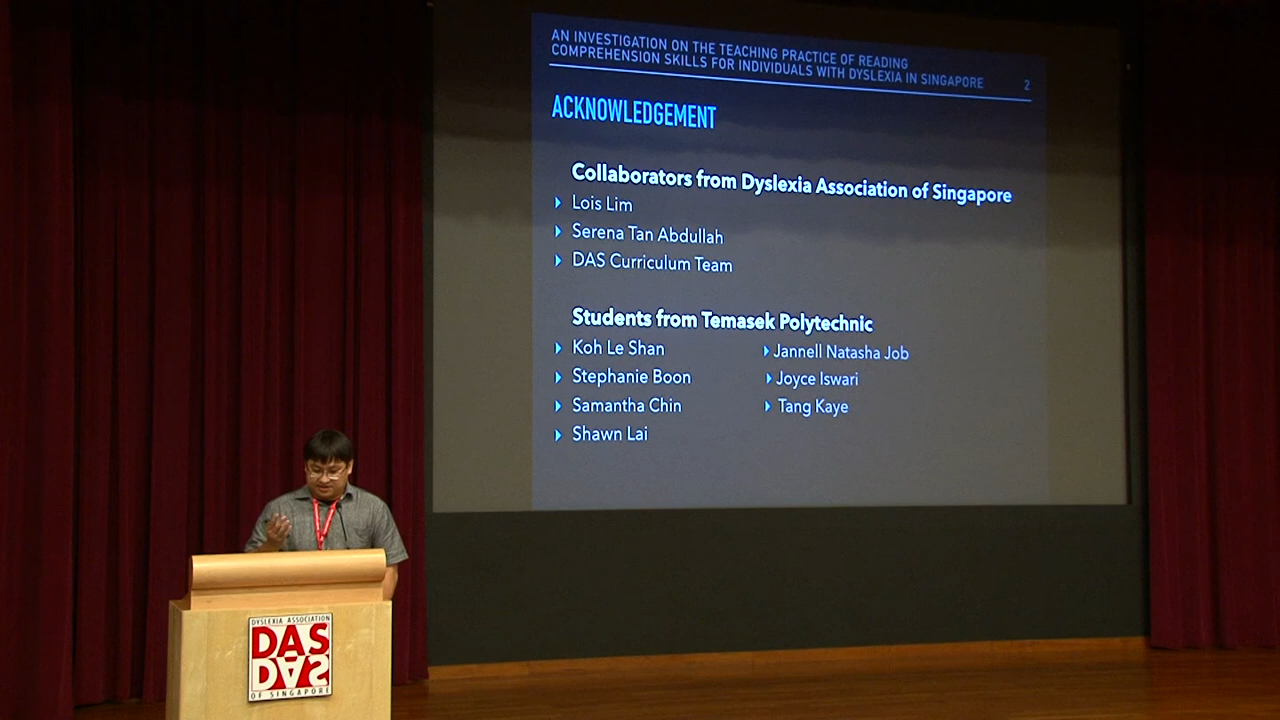 AN INVESTIGATION ON THE TEACHING PRACTICE OF READING
COMPREHENSION SKILLS FOR INDIVIDUALS WITH DYSLEXIA IN SINGAPORE 2
ACKNOWLEDGEMENT
Collaborators from Dyslexia Association of Singapore
Lois Lim
Serena Tan Abdullah
DAS Curriculum Team
Students from Temasek Polytechnic
Koh Le Shan
Stephanie Boon
Samantha Chin
Shawn Lai
Jannell Natasha Job
Joyce Iswari
Tang Kaye
DYSLEXIA ASSOCIATION
DAS
DAS
OF SINGAPORE